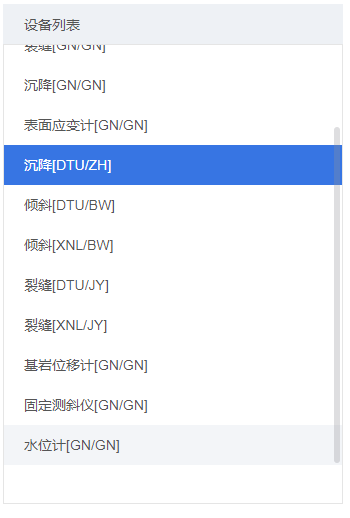 设备列表
裂缝[GN/GN]
沉降[GN/GN]
表面应变计[GN/GN]
沉降[DTU/ZH]
倾斜[DTU/BW]
倾斜[XNL/BW]
裂缝[DTU/JY]
裂缝[XNL/JY]
基岩位移计[GN/GN]
固定测斜仪[GN/GN]
水位计[GN/GN]